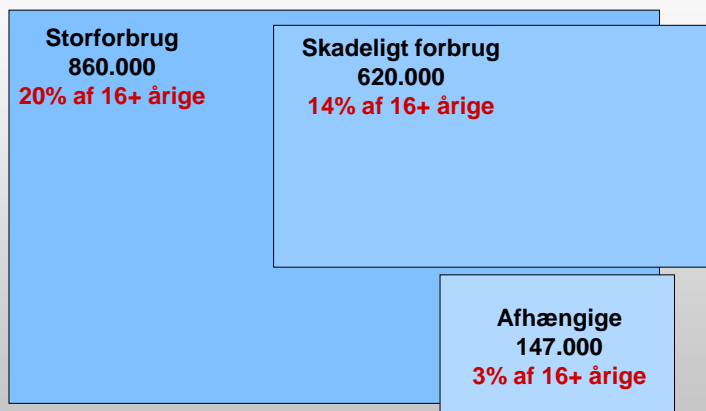 Storforbrug
860.000
20% af 16+ årige
Skadeligt forbrug
620.000
14% af 16+ årige
Afhængige
147.000
3% af 16+ årige